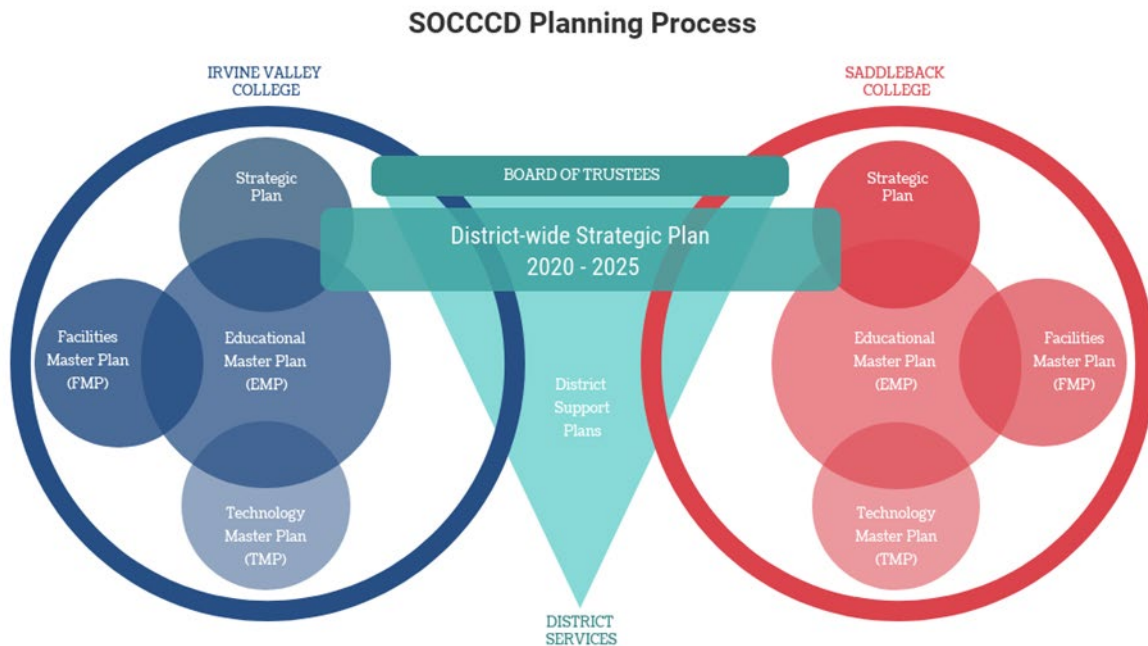 SOCCCD Planning Process
IRVINE VALLEY
COLLEGE
Strategic
Plan
Facilities
Master Plan
(FMP)
Educational
Master Plan
(EMP)
Technology
Master Plan
(TMP)
BOARD OF TRUSTEES
District-wide Strategic Plan
2020 - 2025
District
Support
Plans
DISTRICT
SERVICES
SADDLEBACK
COLLEGE
Strategic
Plan
Educational
Master Plan
(EMP)
Facilities
Master Plan
(FMP)
Technology
Master Plan
(TMP)